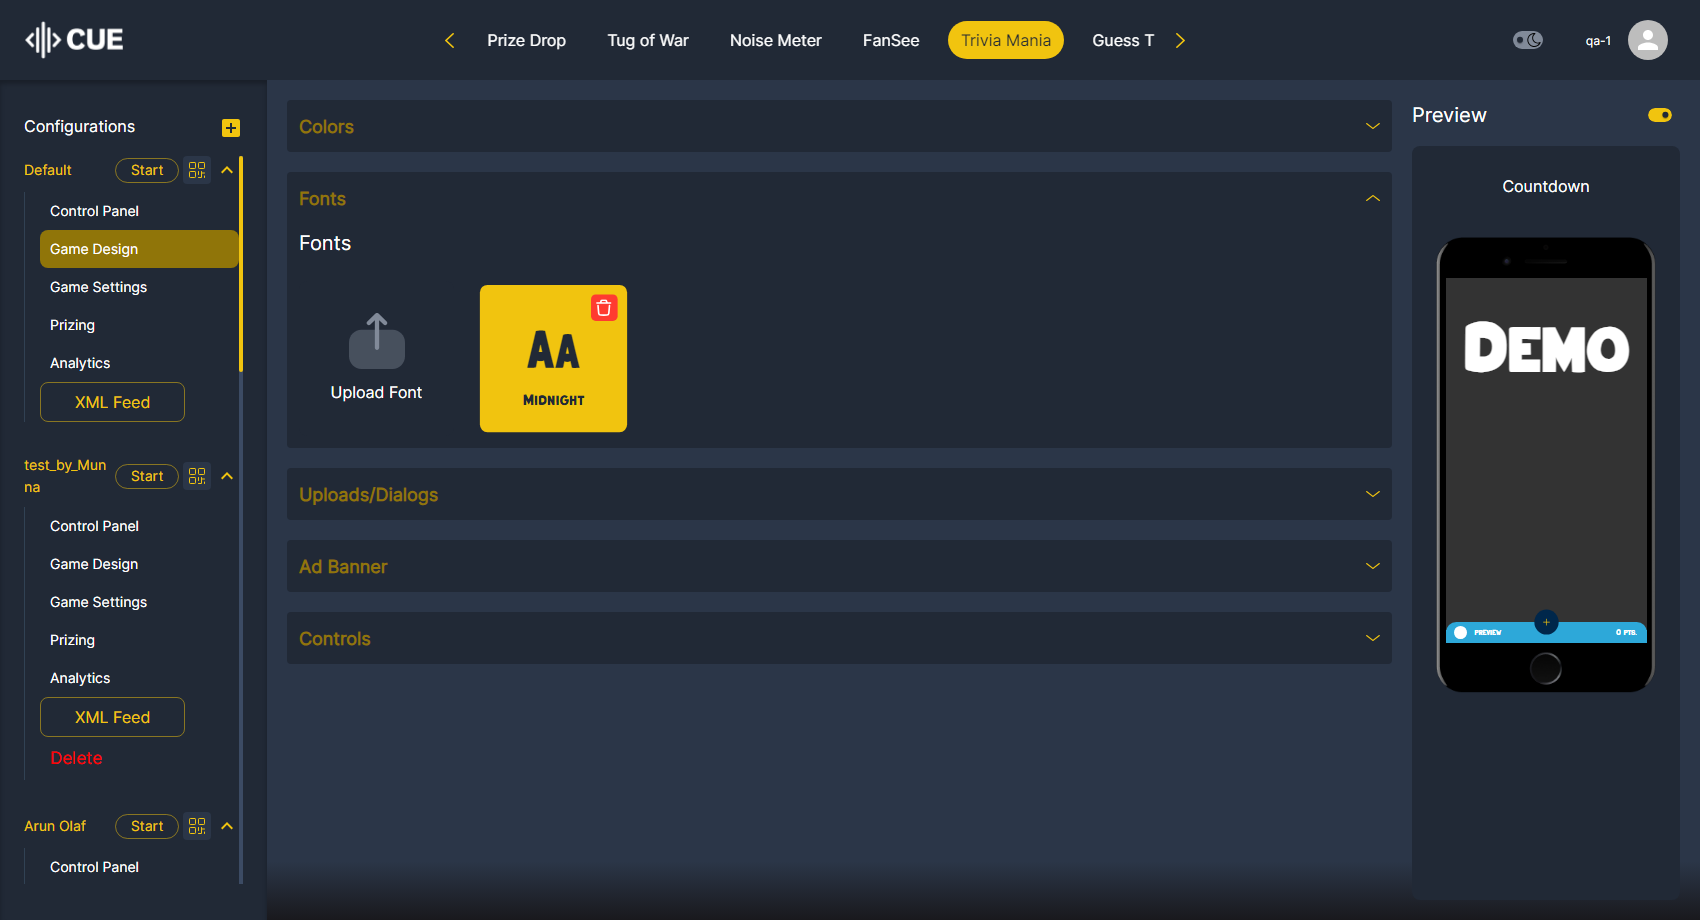 CUE
Prize Drop
Tug of War
Noise Meter
FanSee
Trivia Mania
Guess T
qa-1
Configurations
Default
Start
Control Panel
Game Design
Game Settings
Prizing
Analytics
XML Feed
test_by_Mun
na
Start
Control Panel
Game Design
Game Settings
Prizing
Analytics
XML Feed
Delete
Arun Olaf
Start
Control Panel
Colors
Fonts
Fonts
Upload Font
AA
MIDNIGHT
Uploads/Dialogs
Ad Banner
Controls
Preview
Countdown
DEMO
PREVIEW
0 PTS.